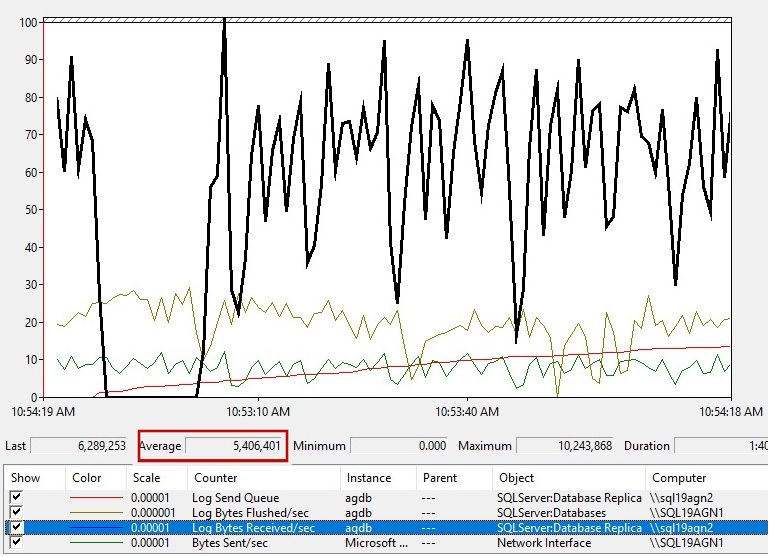 100
90
80
70
60
50
40
30
20
10
0
10:54:19 AM 10:53:10 AM 10:53:40 AM 10:54:18 AM
Last 6,289,253 Average 5,406,401 Minimum 0.000 Maximum 10,243,868 Duration 1:40
Show Color Scale Counter Instance Parent Object Computer
0.00001 Log Send Queue agdb --- SQLServer:Database Replica \\sql19agn2
0.00001 Log Bytes Flushed/sec agdb --- SQLServer:Databases \\SQL19AGN1
0.00001 Log Bytes Received/sec agdb --- SQLServer:Database Replica \\sql19agn2
0.00001 Bytes Sent/sec Microsoft ... --- Network Interface \\SQL19AGN1